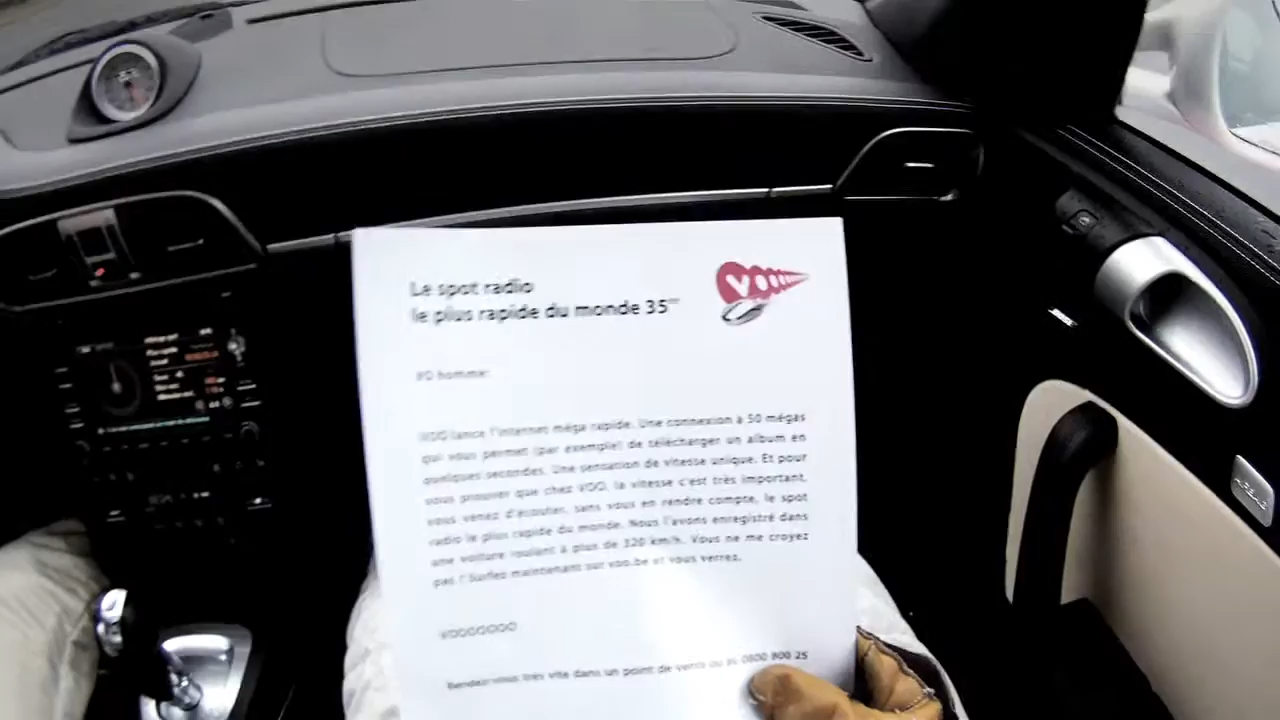 Le spot radio
le plus rapide du monde 35"
VOO
VO homme:
VOO lance l'internet méga rapide. Une connexion à 50 mégas
qui vous permet (par exemple) de télécharger un album en
quelques secondes. Une sensation de vitesse unique. Et pour
vous prouver que chez VOO, la vitesse c'est très important,
vous venez d'écouter, sans vous en rendre compte, le spot
radio le plus rapide du monde. Nous l'avons enregistré dans
une voiture roulant à plus de 320 km/h. Vous ne me croyez
pas ? Surfez maintenant sur voo.be et vous verrez.
VOOOOOOO
Rendez-vous très vite dans un point de vente ou au 0800 800 25
AIRBAG